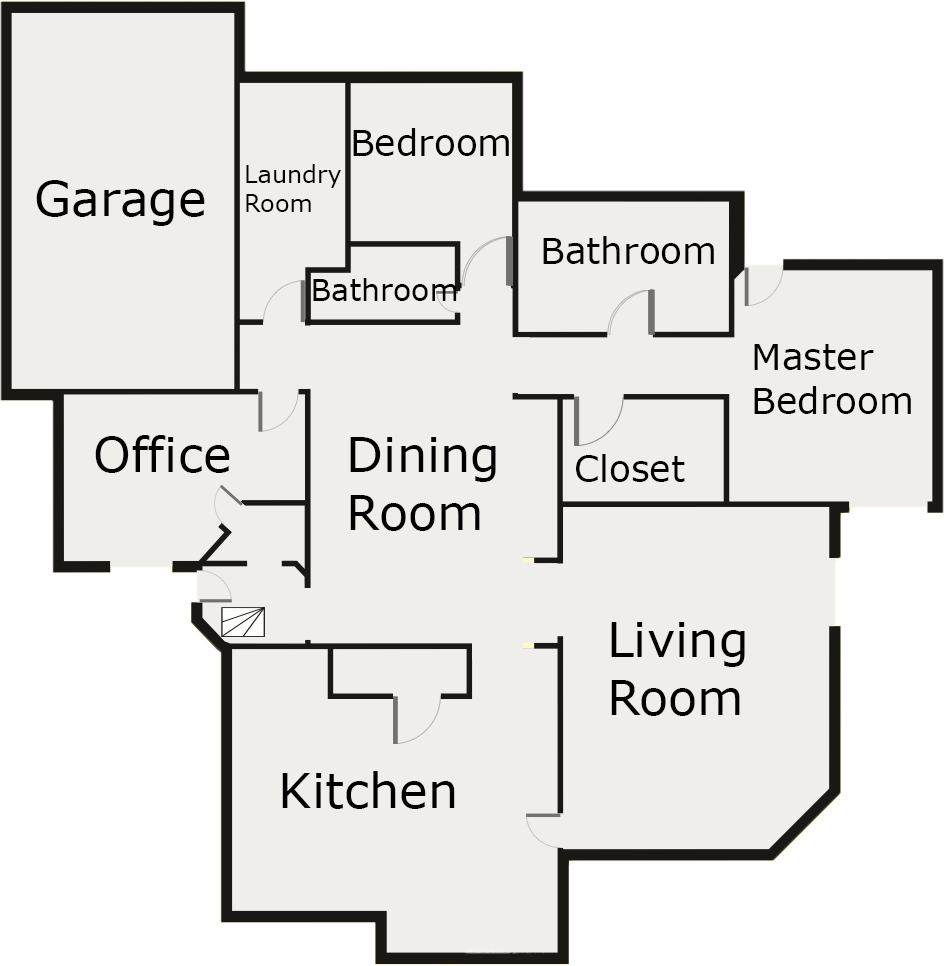 Garage
Laundry
Room
Bedroom
Bathroom
Bathroom
Master
Bedroom
Office
Dining
Room
Closet
Living
Room
Kitchen